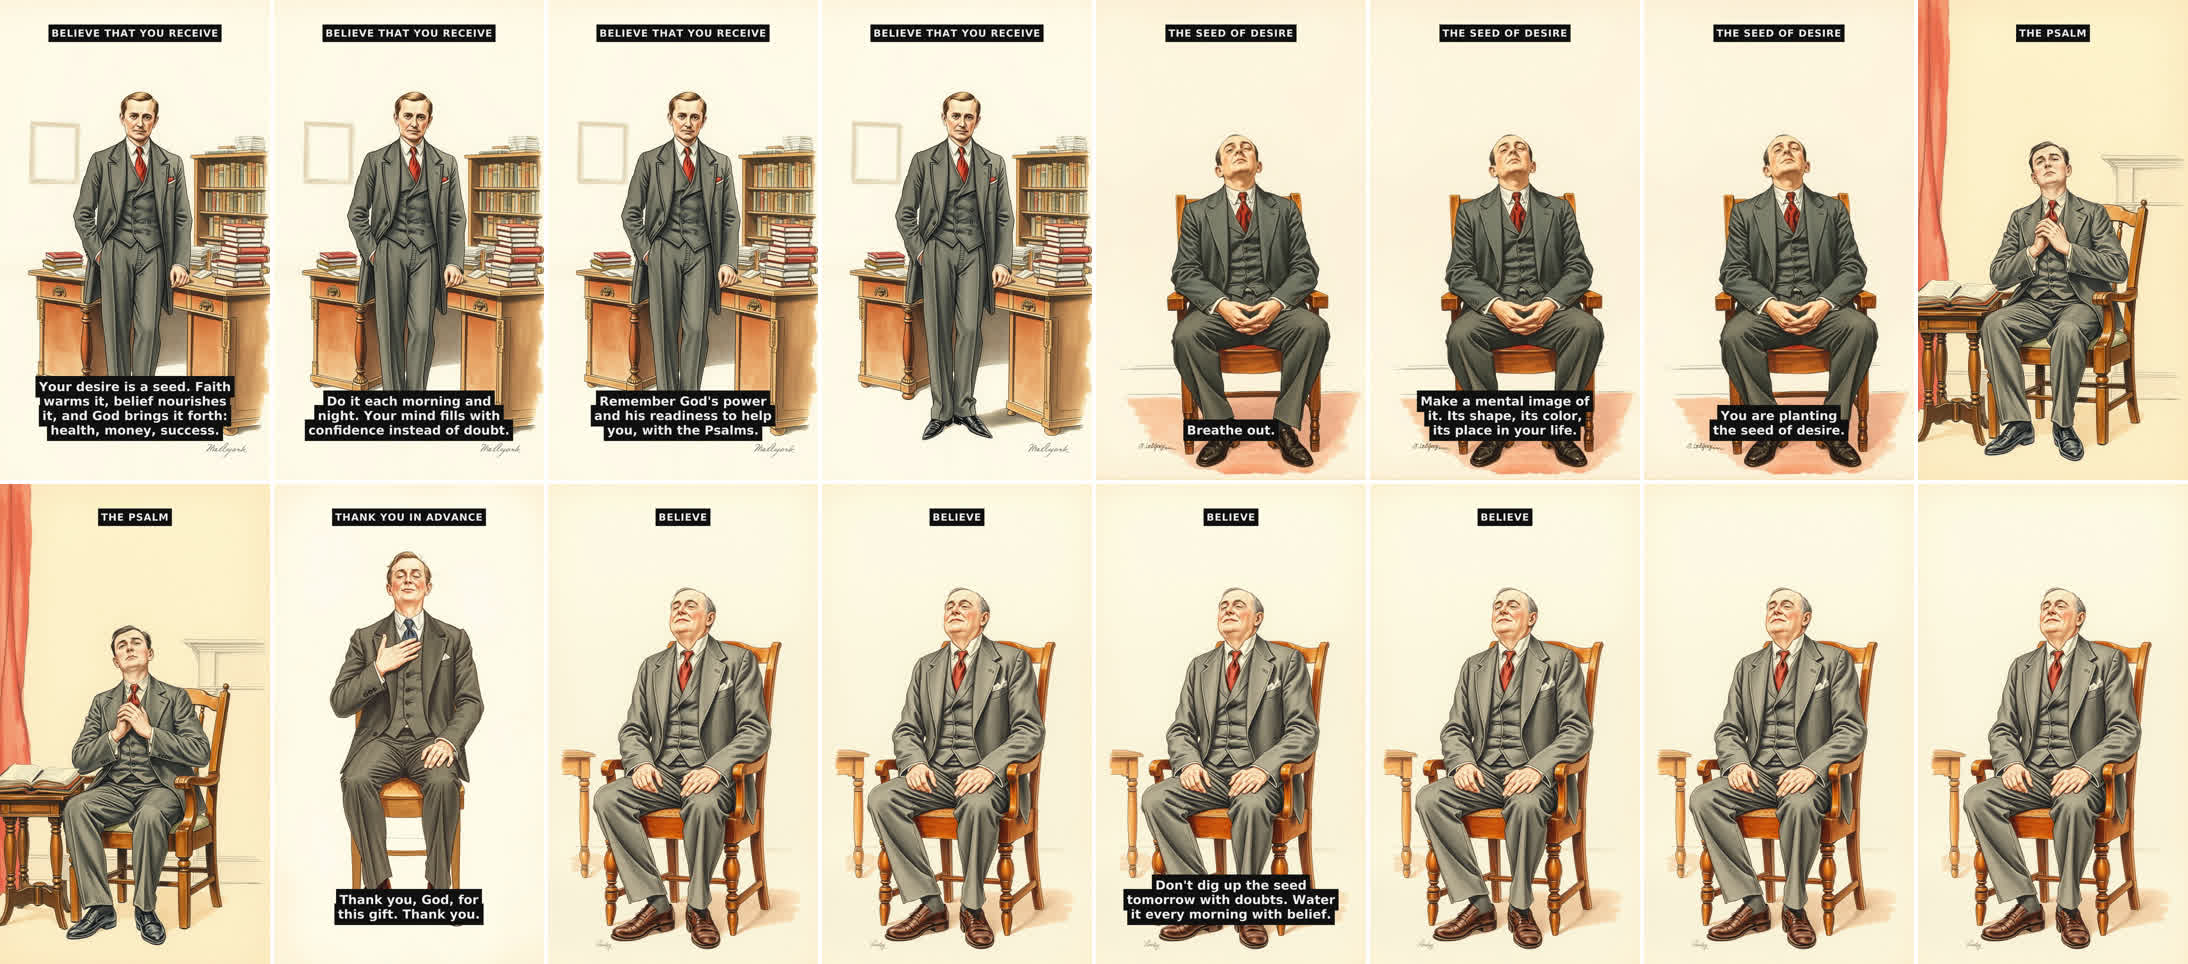 BELIEVE THAT YOU RECEIVE
Your desire is a seed. Faith
warms it, belief nourishes
it, and God brings it forth:
health, money, success.
BELIEVE THAT YOU RECEIVE
Do it each morning and
night. Your mind fills with
confidence instead of doubt.
BELIEVE THAT YOU RECEIVE
Remember God's power
and his readiness to help
you, with the Psalms.
BELIEVE THAT YOU RECEIVE
THE SEED OF DESIRE
Breathe out.
THE SEED OF DESIRE
Make a mental image of
it. Its shape, its color,
its place in your life.
THE SEED OF DESIRE
You are planting
the seed of desire.
THE PSALM
THE PSALM
THANK YOU IN ADVANCE
Thank you, God, for
this gift. Thank you.
BELIEVE
BELIEVE
BELIEVE
Don't dig up the seed
tomorrow with doubts. Water
it every morning with belief.
BELIEVE